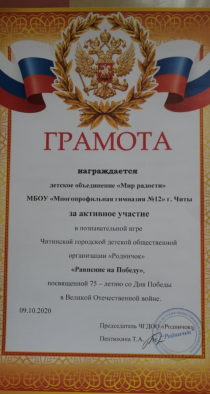 ГРАМОТА
награждается
детское объединение «Мир радости»
МБОУ «Многопрофильная гимназия №12» г. Читы
за активное участие
в познавательной игре
Читинской городской детской общественной
организации «Родничок»
«Равнение на Победу»,
посвященной 75 – летию со Дня Победы
в Великой Отечественной войне.
09.10.2020
Председатель ЧГДОО «Родничок»
Пентюхова Т.А.
Родничок